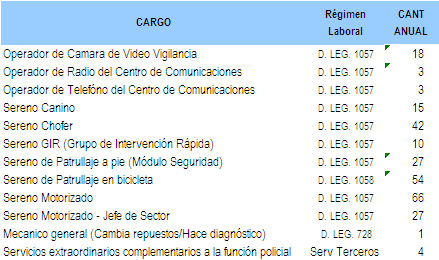 CARGO Régimen Laboral CANT ANUAL
Operador de Camara de Video Vigilancia D. LEG. 1057 18
Operador de Radio del Centro de Comunicaciones D. LEG. 1057 3
Operador de Telefóno del Centro de Comunicaciones D. LEG. 1057 3
Sereno Canino D. LEG. 1057 15
Sereno Chofer D. LEG. 1057 42
Sereno GIR (Grupo de Intervención Rápida) D. LEG. 1057 10
Sereno de Patrullaje a pie (Módulo Seguridad) D. LEG. 1057 27
Sereno de Patrullaje en bicicleta D. LEG. 1058 54
Sereno Motorizado D. LEG. 1057 66
Sereno Motorizado - Jefe de Sector D. LEG. 1057 27
Mecanico general (Cambia repuestos/Hace diagnóstico) D. LEG. 728 1
Servicios extraordinarios complementarios a la función policial Serv Terceros 4